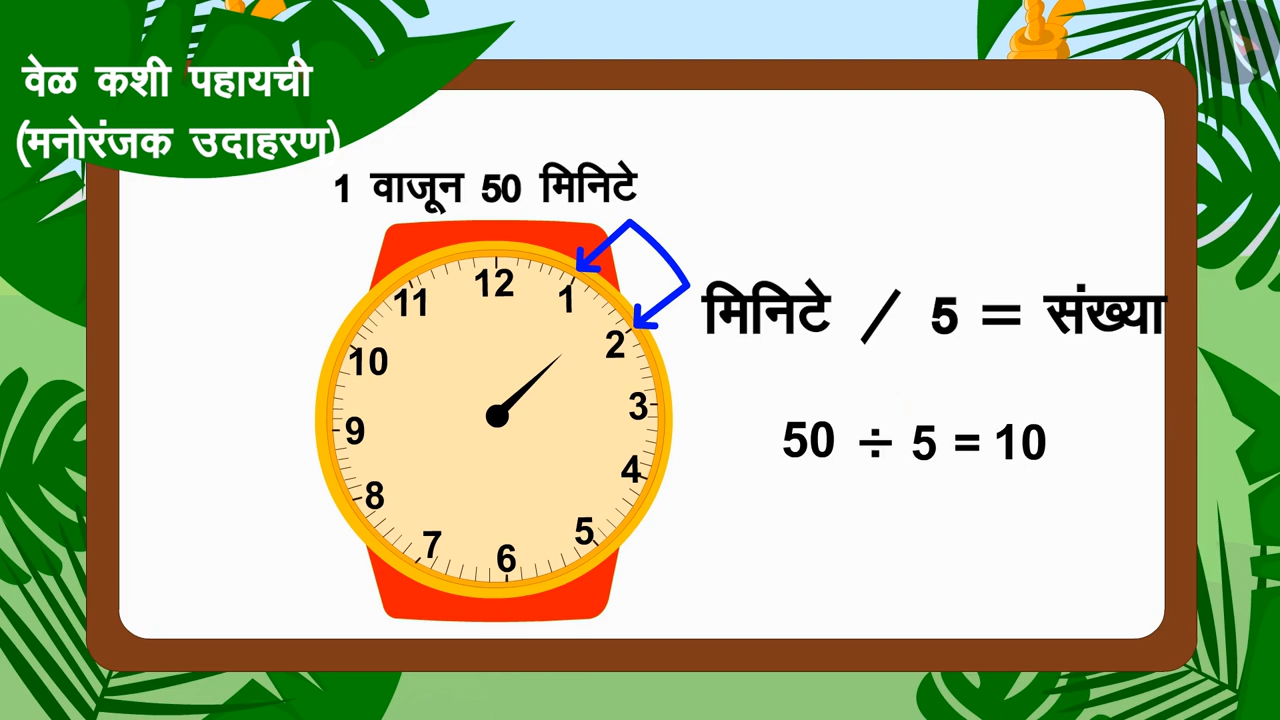 वेळ कशी पहायची
(मनोरंजक उदाहरण)
1 वाजून 50 मिनिटे
12
11
1
10
2
9
3
8
4
7
5
6
मिनिटे / 5 = संख्या
50 ÷ 5 = 10